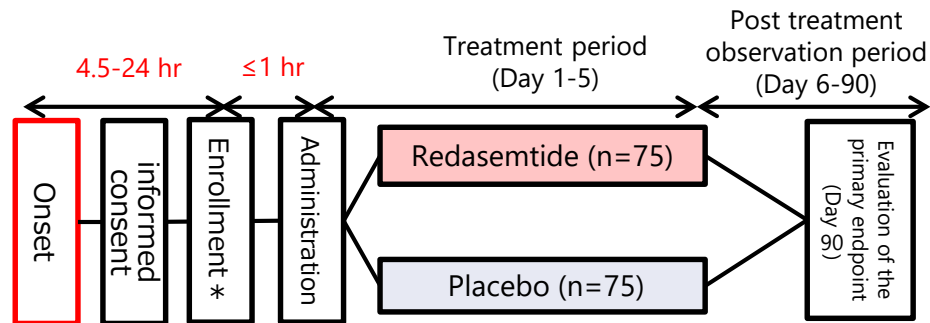 4.5-24 hr
≤1 hr
Treatment period
(Day 1-5)
Post treatment
observation period
(Day 6-90)
Onset
informed
consent
Enrollment *
Administration
Redasemtide (n=75)
Placebo (n=75)
Evaluation of the
primary endpoint
(Day 90)